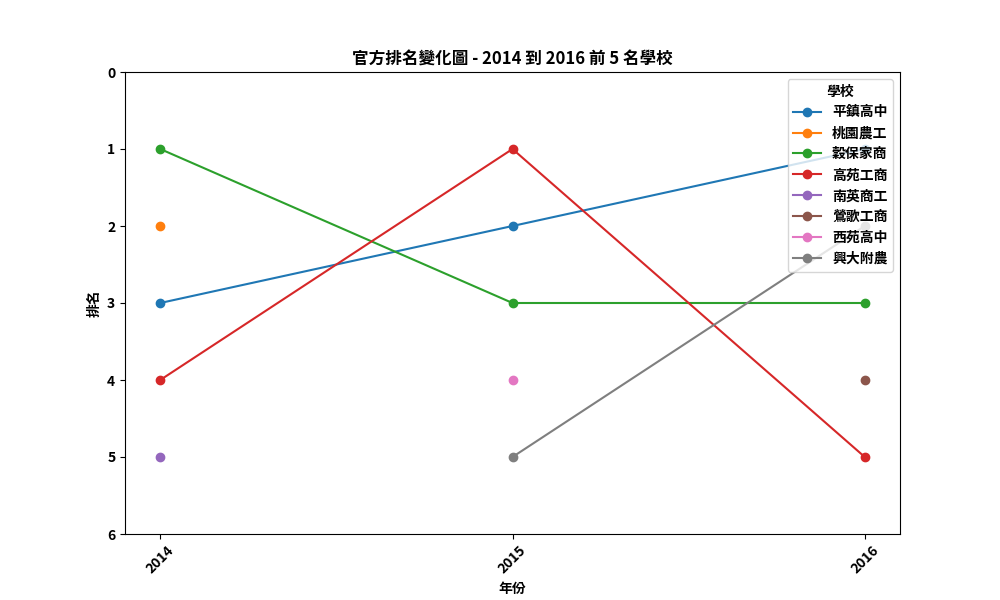 官方排名變化圖 - 2014 到 2016 前 5 名學校
學校
平鎮高中
桃園農工
穀保家商
高苑工商
南英商工
鶯歌工商
西苑高中
興大附農
排名
0
1
2
3
4
5
6
2014
2015
2016
年份